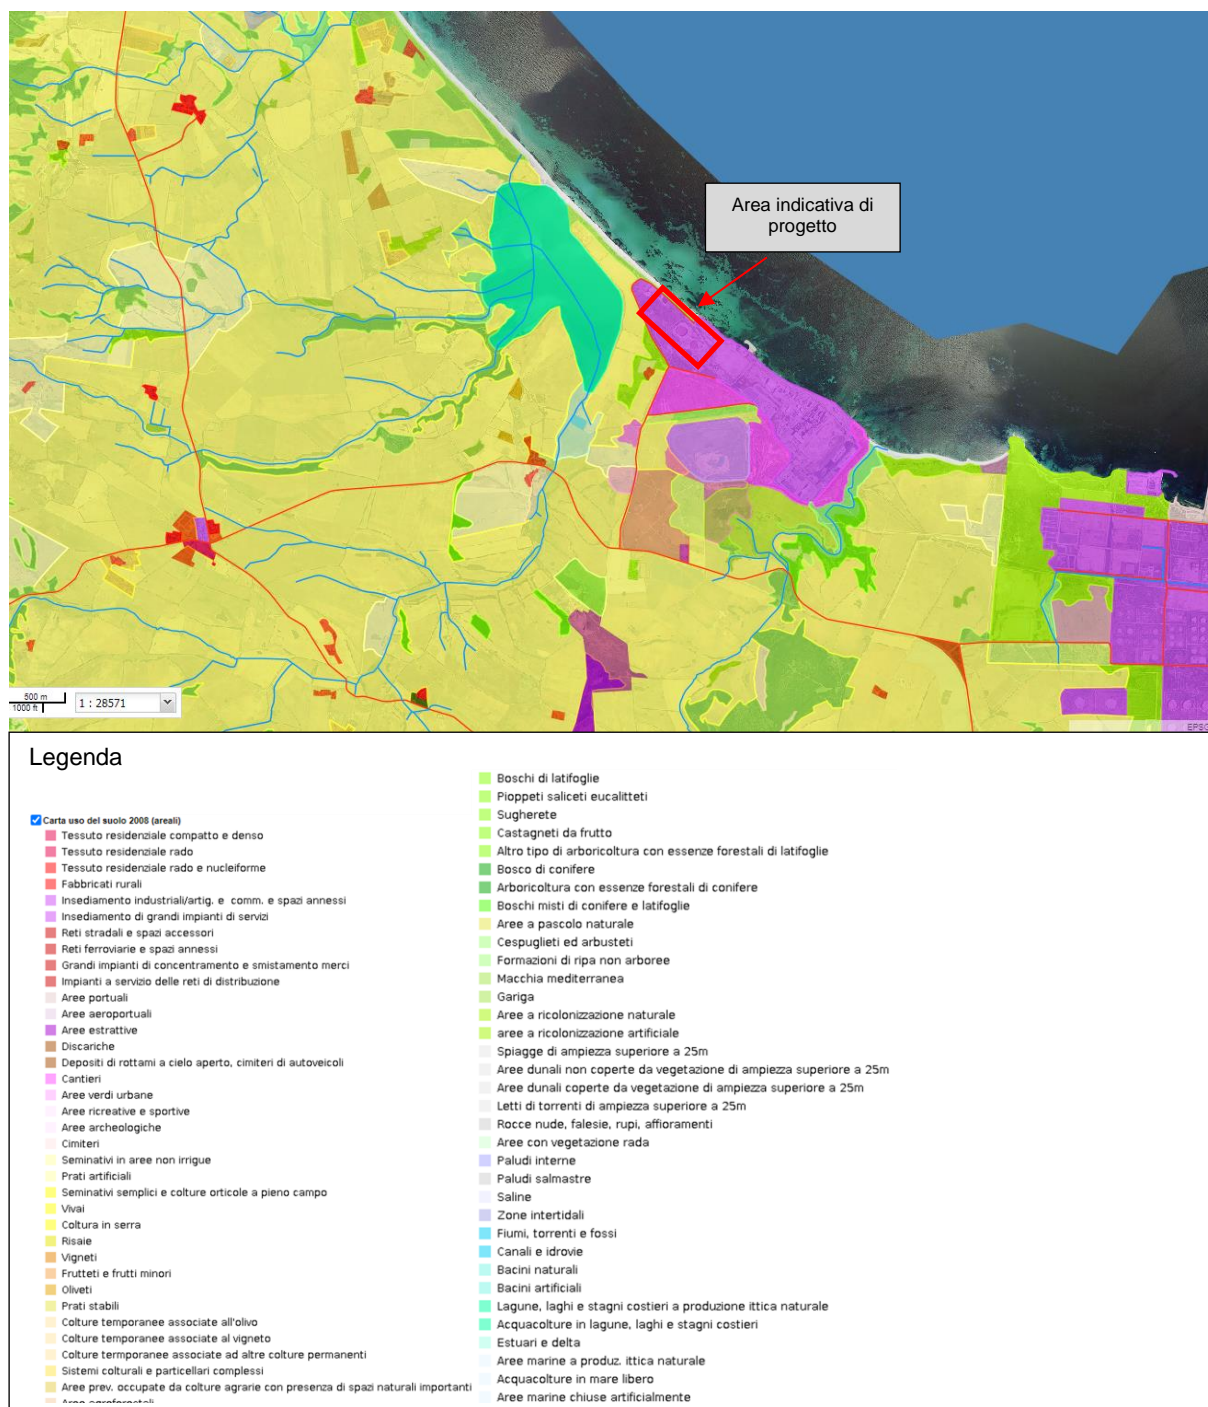 Area indicativa di
progetto
500 m
1000 ft
1 : 28571
EPSG
Legenda
Carta uso del suolo 2008 (areali)
Tessuto residenziale compatto e denso
Tessuto residenziale rado
Tessuto residenziale rado e nucleiforme
Fabbricati rurali
Insediamento industriali/artig. e comm. e spazi annessi
Insediamento di grandi impianti di servizi
Reti stradali e spazi accessori
Reti ferroviarie e spazi annessi
Grandi impianti di concentramento e smistamento merci
Impianti a servizio delle reti di distribuzione
Aree portuali
Aree aeroportuali
Aree estrattive
Discariche
Depositi di rottami a cielo aperto, cimiteri di autoveicoli
Cantieri
Aree verdi urbane
Aree ricreative e sportive
Aree archeologiche
Cimiteri
Seminativi in aree non irrigue
Prati artificiali
Seminativi semplici e colture orticole a pieno campo
Vivai
Coltura in serra
Risaie
Vigneti
Frutteti e frutti minori
Oliveti
Prati stabili
Colture temporanee associate all'olivo
Colture temporanee associate al vigneto
Colture termporanee associate ad altre colture permanenti
Sistemi colturali e particellari complessi
Aree prev. occupate da colture agrarie con presenza di spazi naturali importanti
Aree agroforestali
Boschi di latifoglie
Pioppeti saliceti eucalitteti
Sugherete
Castagneti da frutto
Altro tipo di arboricoltura con essenze forestali di latifoglie
Bosco di conifere
Arboricoltura con essenze forestali di conifere
Boschi misti di conifere e latifoglie
Aree a pascolo naturale
Cespuglieti ed arbusteti
Formazioni di ripa non arboree
Macchia mediterranea
Gariga
Aree a ricolonizzazione naturale
aree a ricolonizzazione artificiale
Spiagge di ampiezza superiore a 25m
Aree dunali non coperte da vegetazione di ampiezza superiore a 25m
Aree dunali coperte da vegetazione di ampiezza superiore a 25m
Letti di torrenti di ampiezza superiore a 25m
Rocce nude, falesie, rupi, affioramenti
Aree con vegetazione rada
Paludi interne
Paludi salmastre
Saline
Zone intertidali
Fiumi, torrenti e fossi
Canali e idrovie
Bacini naturali
Bacini artificiali
Lagune, laghi e stagni costieri a produzione ittica naturale
Acquacolture in lagune, laghi e stagni costieri
Estuari e delta
Aree marine a produz. ittica naturale
Acquacolture in mare libero
Aree marine chiuse artificialmente